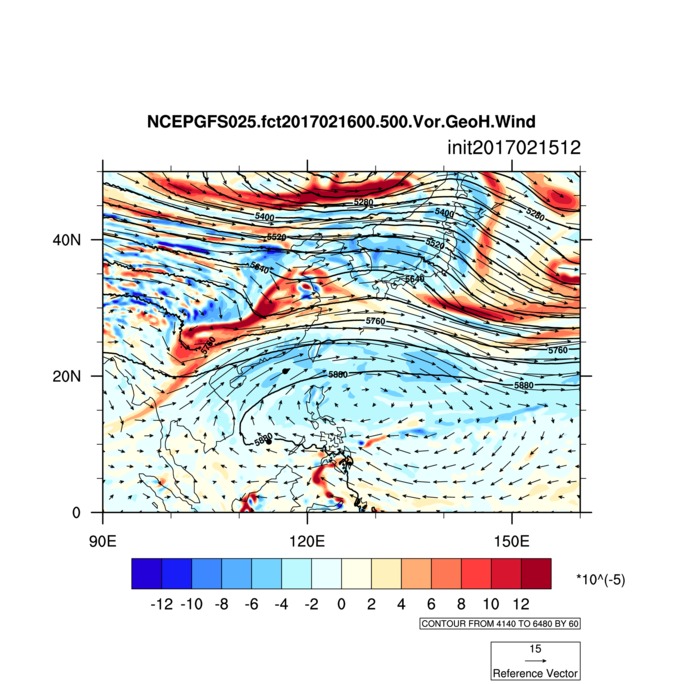 NCEPGFS025.fct2017021600.500.Vor.GeoH.Wind
init2017021512
5280
5400
5400
5280
5520
5520
40N
5640
5640
5760
5760
5760
20N
5880
5880
5880
0
90E 120E 150E
*10^(-5)
-12 -10 -8 -6 -4 -2 0 2 4 6 8 10 12
CONTOUR FROM 4140 TO 6480 BY 60
15
Reference Vector